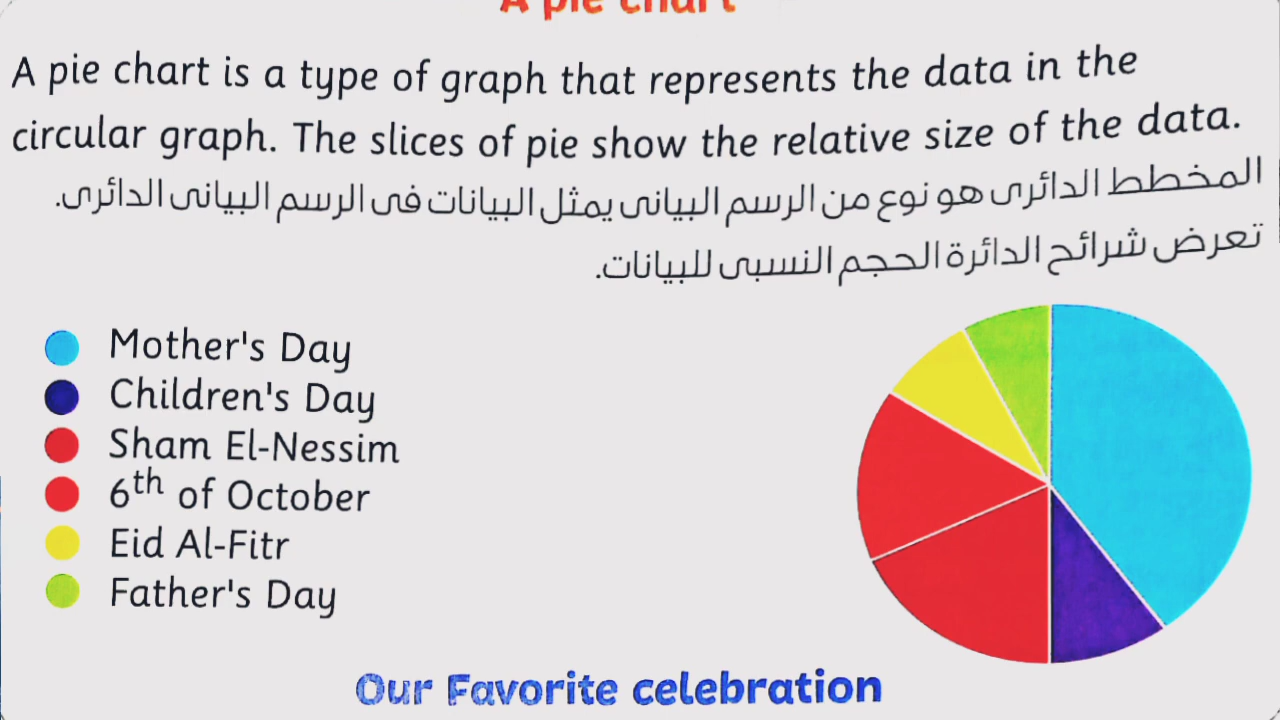 A pie chart
A pie chart is a type of graph that represents the data in the
circular graph. The slices of pie show the relative size of the data.
المخطط الدائرى هو نوع من الرسم البيانى يمثل البيانات فى الرسم البيانى الدائرى.
تعرض شرائح الدائرة الحجم النسبى للبيانات.
Mother's Day
Children's Day
Sham El-Nessim
6th of October
Eid Al-Fitr
Father's Day
Our Favorite celebration